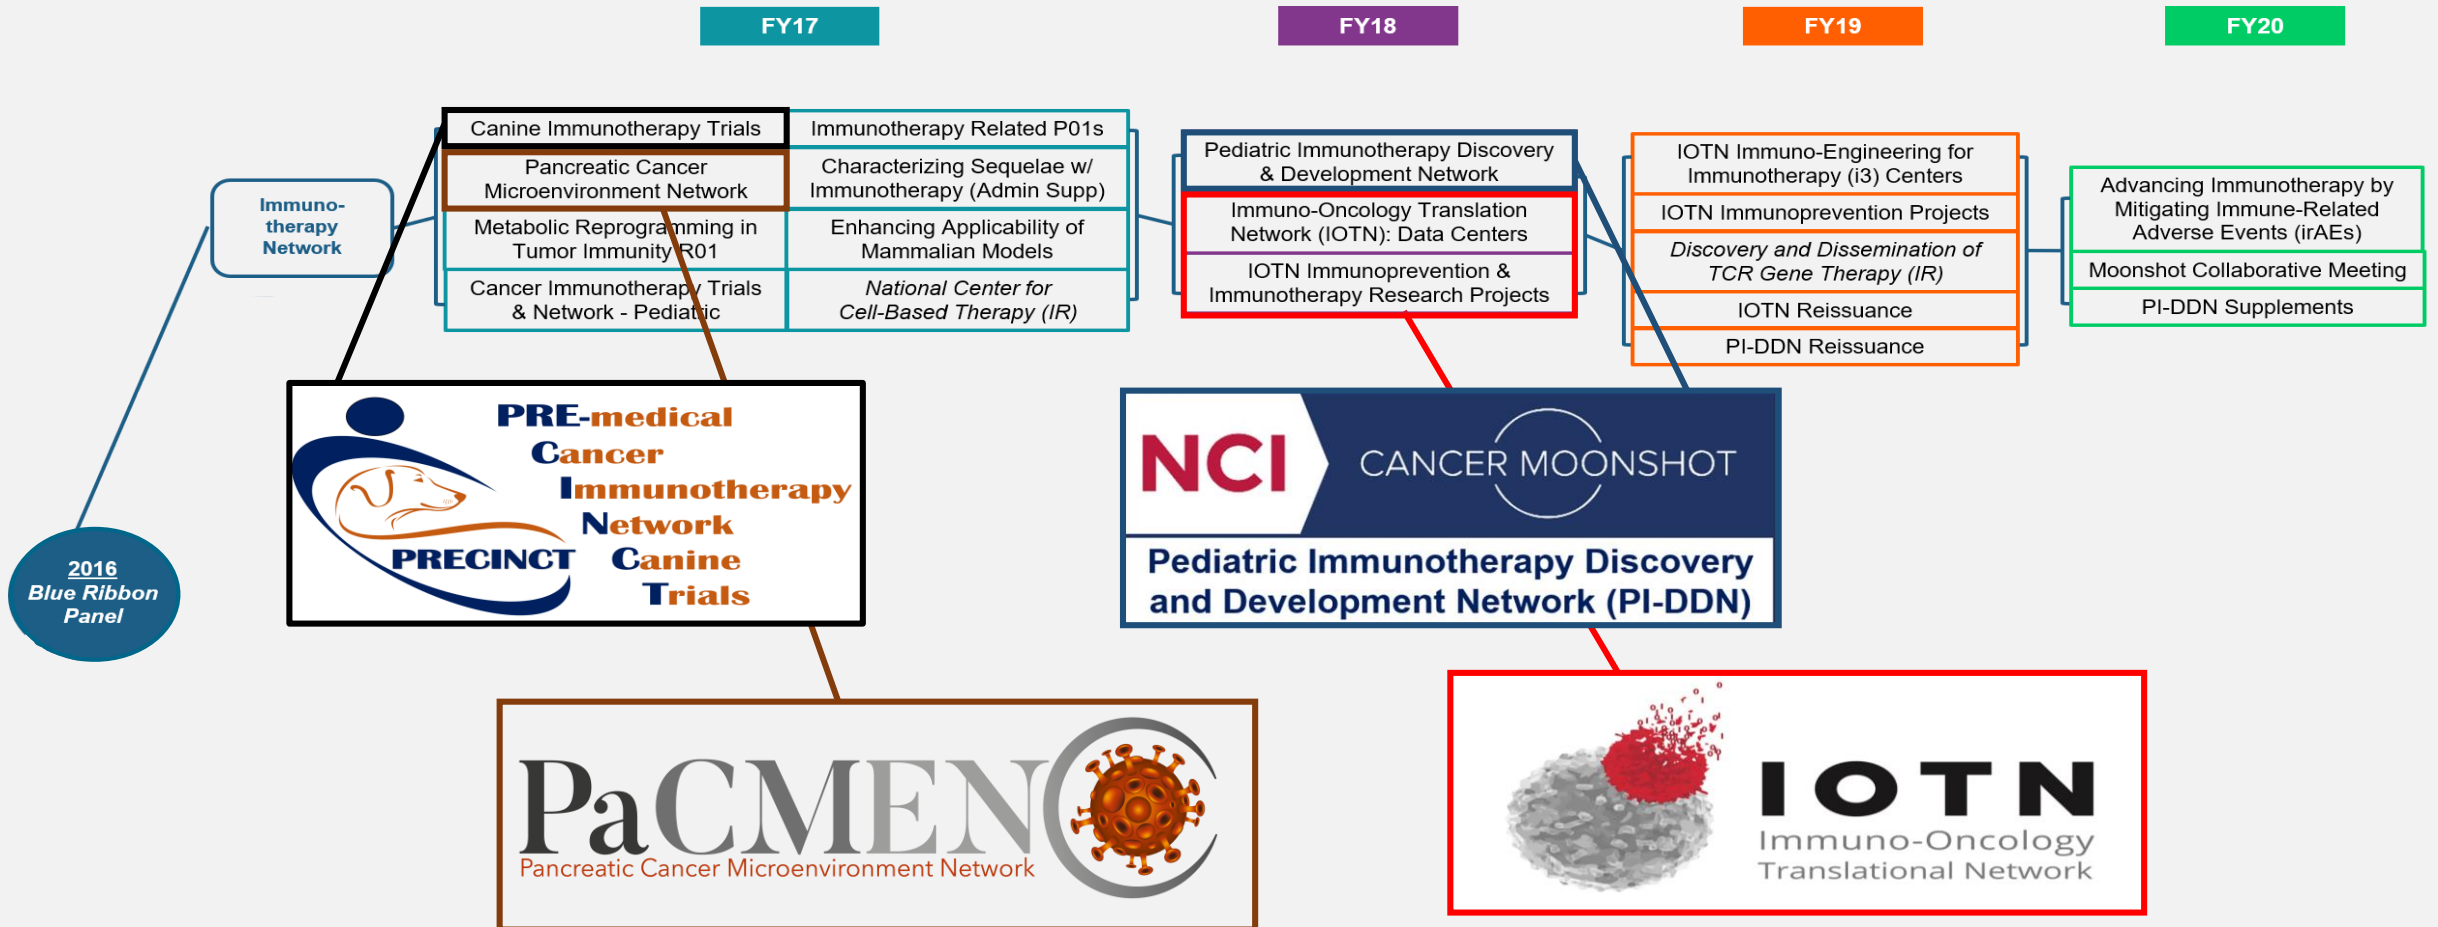 FY17
FY18
FY19
FY20
Immuno-
therapy
Network
Canine Immunotherapy Trials
Pancreatic Cancer
Microenvironment Network
Metabolic Reprogramming in
Tumor Immunity R01
Cancer Immunotherapy Trials
& Network - Pediatric
Immunotherapy Related P01s
Characterizing Sequelae w/
Immunotherapy (Admin Supp)
Enhancing Applicability of
Mammalian Models
National Center for
Cell-Based Therapy (IR)
Pediatric Immunotherapy Discovery
& Development Network
Immuno-Oncology Translation
Network (IOTN): Data Centers
IOTN Immunoprevention &
Immunotherapy Research Projects
IOTN Immuno-Engineering for
Immunotherapy (i3) Centers
IOTN Immunoprevention Projects
Discovery and Dissemination of
TCR Gene Therapy (IR)
IOTN Reissuance
PI-DDN Reissuance
Advancing Immunotherapy by
Mitigating Immune-Related
Adverse Events (irAEs)
Moonshot Collaborative Meeting
PI-DDN Supplements
2016
Blue Ribbon
Panel
PRE-medical
Cancer
Immunotherapy
Network
Canine
Trials
PRECINCT
NCI
CANCER MOONSHOT
Pediatric Immunotherapy Discovery
and Development Network (PI-DDN)
PaCMEN
Pancreatic Cancer Microenvironment Network
IOTN
Immuno-Oncology
Translational Network